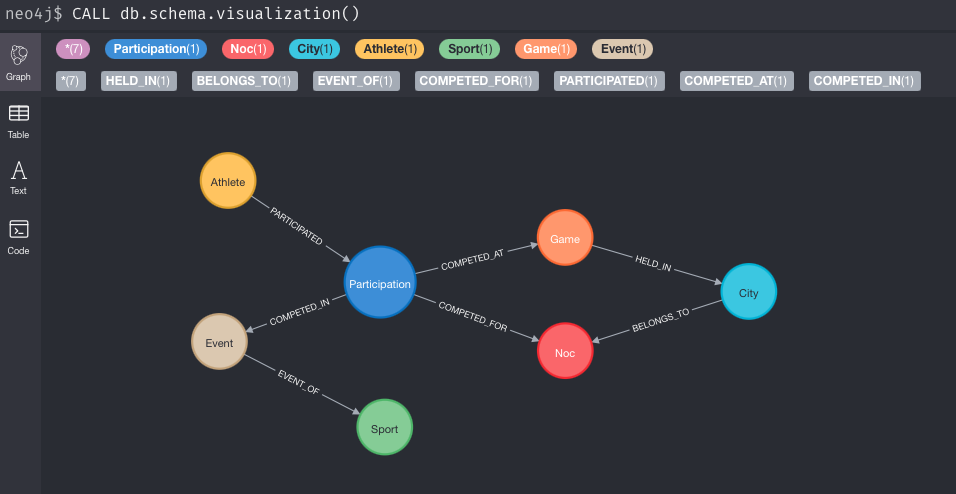 neo4j$ CALL db.schema.visualization()
*(7) Participation(1) Noc(1) City(1) Athlete(1) Sport(1) Game(1) Event(1)
*(7) HELD_IN(1) BELONGS_TO(1) EVENT_OF(1) COMPETED_FOR(1) PARTICIPATED(1) COMPETED_AT(1) COMPETED_IN(1)
Graph
Table
Text
Code
Athlete
PARTICIPATED
Game
COMPETED_AT
HELD_IN
Participation
City
COMPETED_IN
COMPETED_FOR
BELONGS_TO
Event
Noc
EVENT_OF
Sport